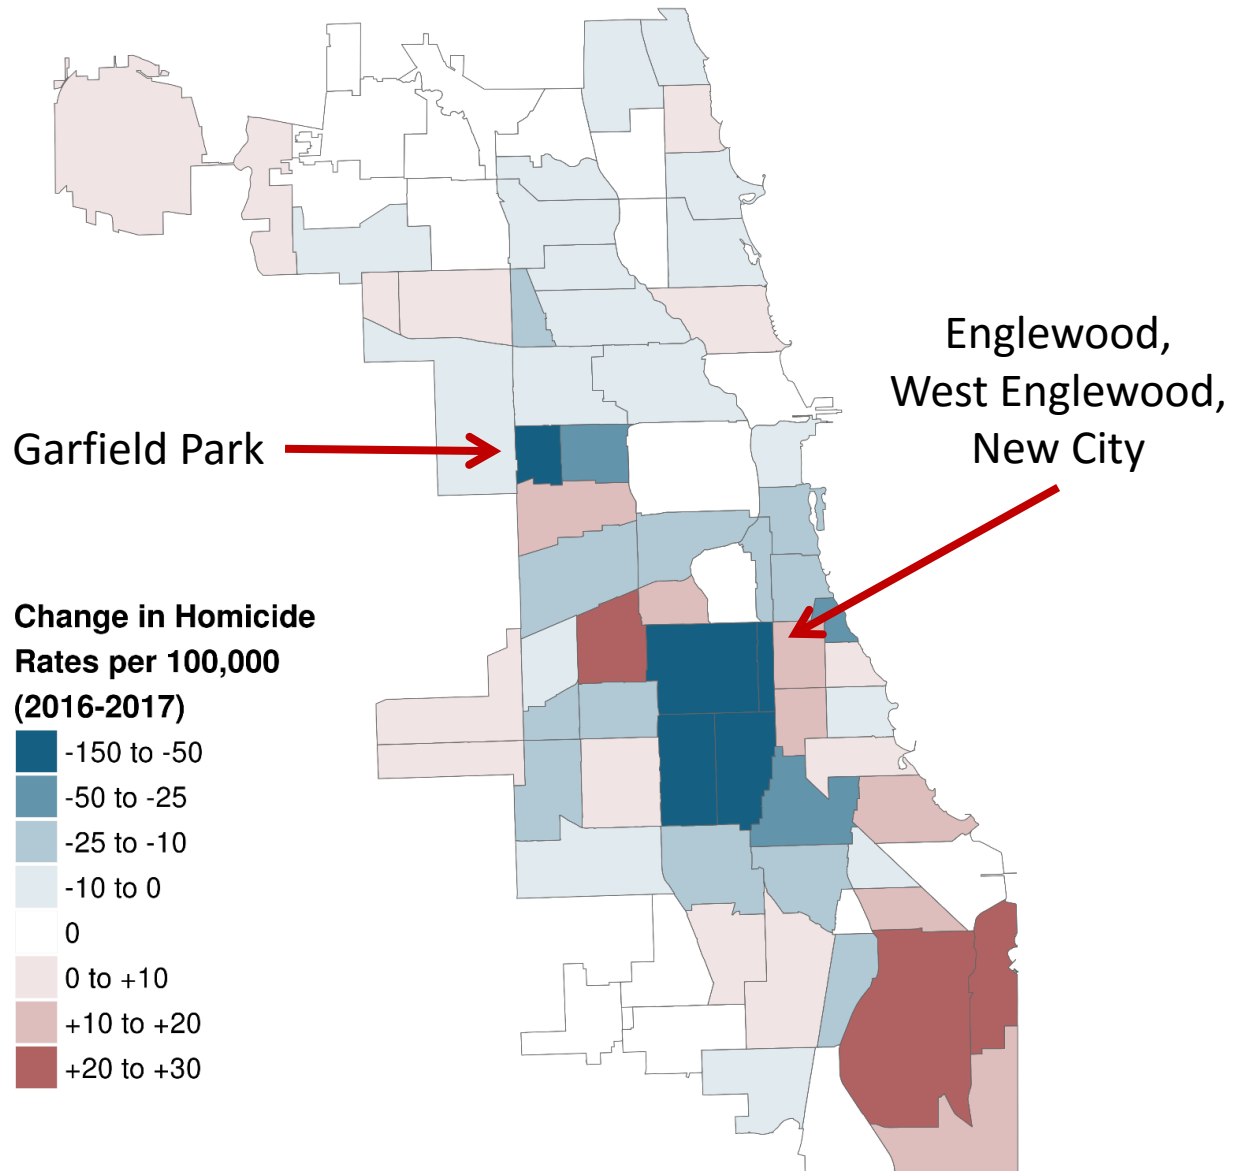 Englewood,
West Englewood,
New City
Garfield Park
Change in Homicide
Rates per 100,000
(2016-2017)
-150 to -50
-50 to -25
-25 to -10
-10 to 0
0
0 to +10
+10 to +20
+20 to +30